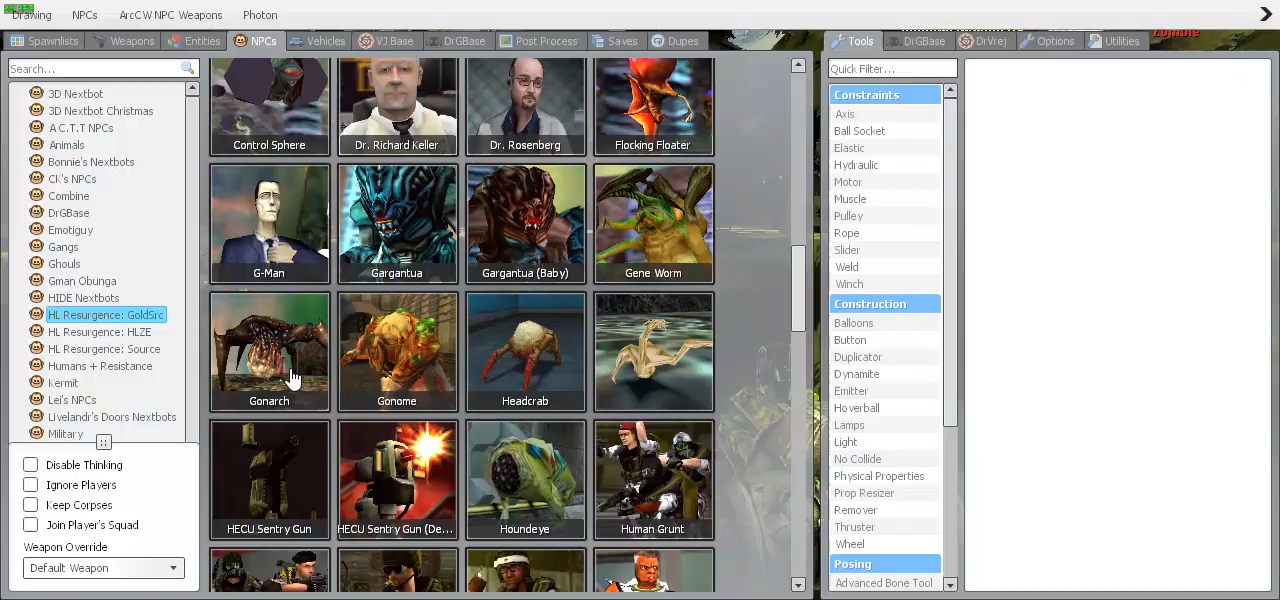 Drawing NPCs ArcCW NPC Weapons Photon
Spawnlists Weapons Entities NPCs Vehicles VJ Base DrGBase Post Process Saves Dupes
Zombie
Tools DrGBase DrVrej Options Utilities
Search...
3D Nextbot
3D Nextbot Christmas
A.C.T.T NPCs
Animals
Bonnie's Nextbots
CK's NPCs
Combine
DrGBase
Emotiguy
Gangs
Ghouls
Gman Obunga
HIDE Nextbots
HL Resurgence: GoldSrc
HL Resurgence: HLZE
HL Resurgence: Source
Humans + Resistance
Kermit
Lei's NPCs
Livelandr's Doors Nextbots
Military
Disable Thinking
Ignore Players
Keep Corpses
Join Player's Squad
Weapon Override
Default Weapon
Control Sphere Dr. Richard Keller Dr. Rosenberg Flocking Floater
G-Man Gargantua Gargantua (Baby) Gene Worm
Gonarch Gonome Headcrab
HECU Sentry Gun HECU Sentry Gun (De... Houndeye Human Grunt
Quick Filter...
Constraints
Axis
Ball Socket
Elastic
Hydraulic
Motor
Muscle
Pulley
Rope
Slider
Weld
Winch
Construction
Balloons
Button
Duplicator
Dynamite
Emitter
Hoverball
Lamps
Light
No Collide
Physical Properties
Prop Resizer
Remover
Thruster
Wheel
Posing
Advanced Bone Tool